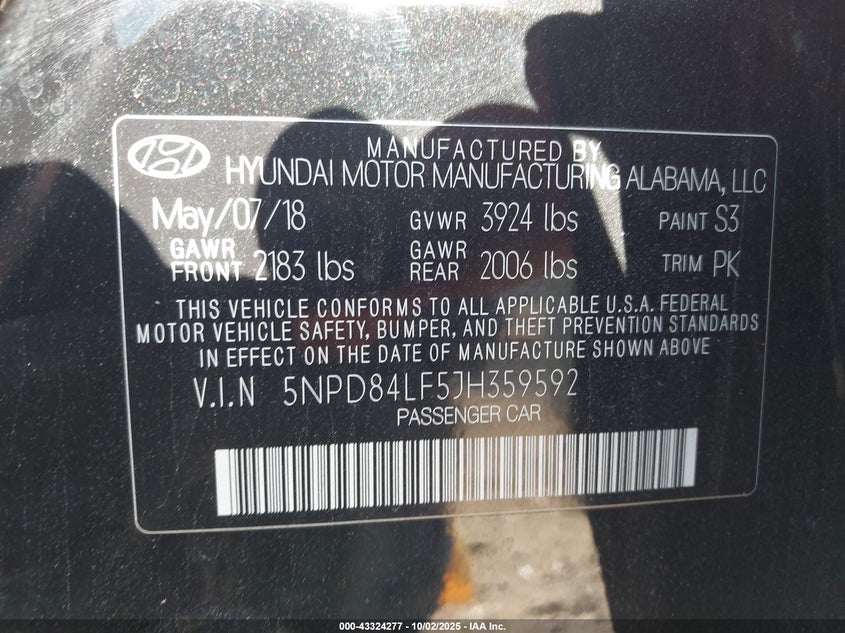 MANUFACTURED BY
HYUNDAI MOTOR MANUFACTURING ALABAMA, LLC
May/07/18 GVWR 3924 lbs PAINT S3
GAWR FRONT 2183 lbs GAWR REAR 2006 lbs TRIM PK
THIS VEHICLE CONFORMS TO ALL APPLICABLE U.S.A. FEDERAL
MOTOR VEHICLE SAFETY, BUMPER, AND THEFT PREVENTION STANDARDS
IN EFFECT ON THE DATE OF MANUFACTURE SHOWN ABOVE
V.I.N 5NPD84LF5JH359592
PASSENGER CAR
000-43324277 - 10/02/2025 - IAA Inc.